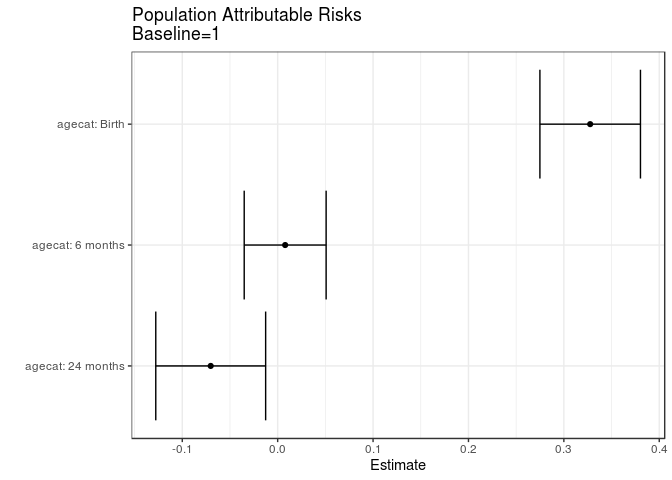 Population Attributable Risks
Baseline=1
agecat: Birth
agecat: 6 months
agecat: 24 months
-0.1 0.0 0.1 0.2 0.3 0.4
Estimate